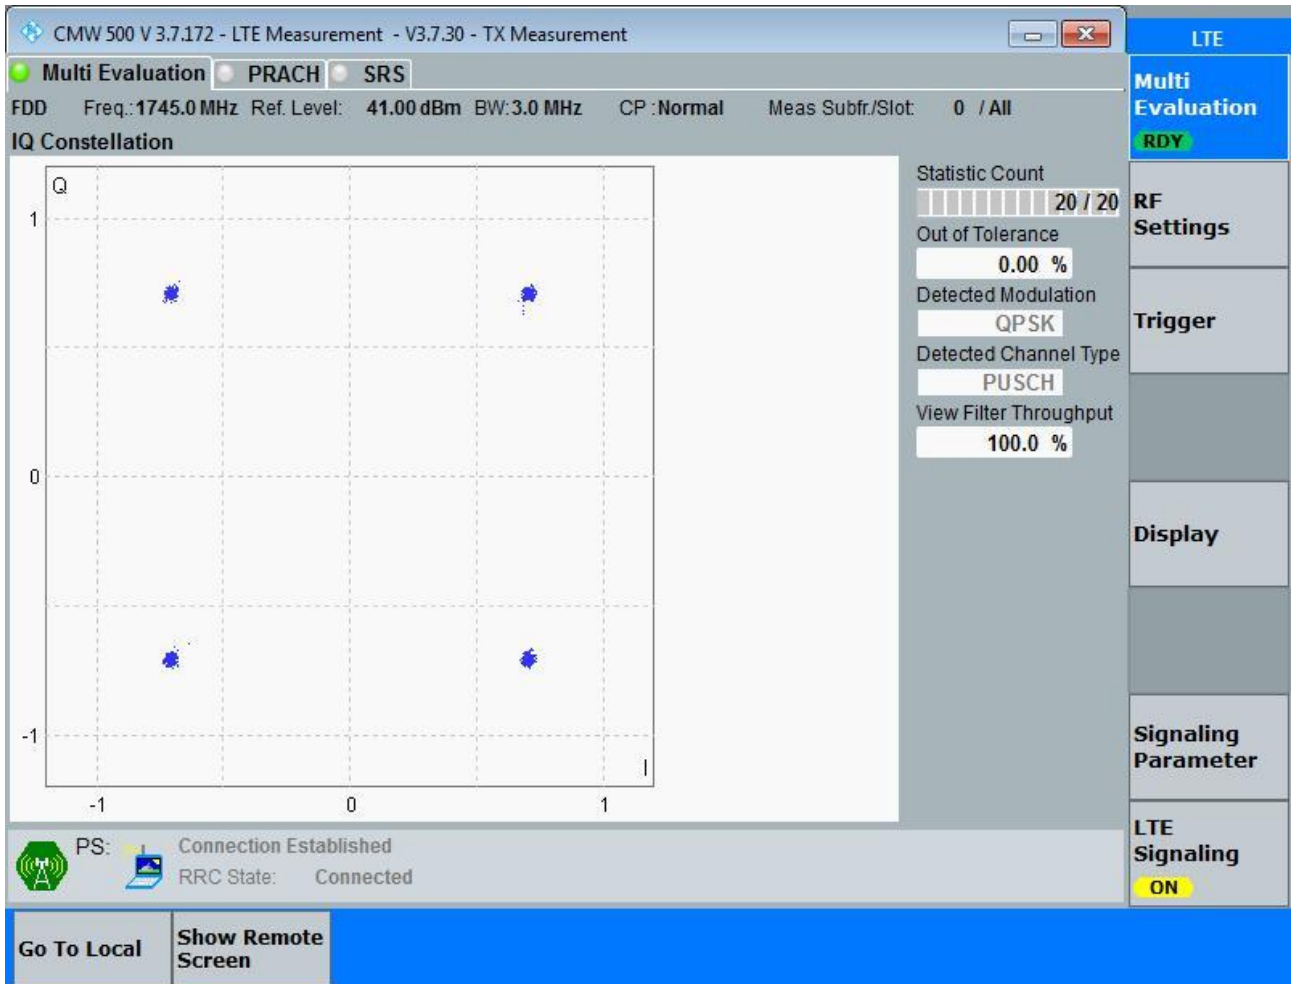 CMW 500 V 3.7.172 - LTE Measurement - V3.7.30 - TX Measurement
LTE
Multi Evaluation PRACH SRS
FDD Freq.:1745.0 MHz Ref. Level: 41.00 dBm BW:3.0 MHz CP :Normal Meas Subfr./Slot: 0 / All
IQ Constellation
Q
1
0
-1
I
-1 0 1
Statistic Count
20 / 20
Out of Tolerance
0.00 %
Detected Modulation
QPSK
Detected Channel Type
PUSCH
View Filter Throughput
100.0 %
Multi
Evaluation
RDY
RF
Settings
Trigger
Display
Signaling
Parameter
LTE
Signaling
ON
PS: Connection Established
RRC State: Connected
Go To Local
Show Remote
Screen